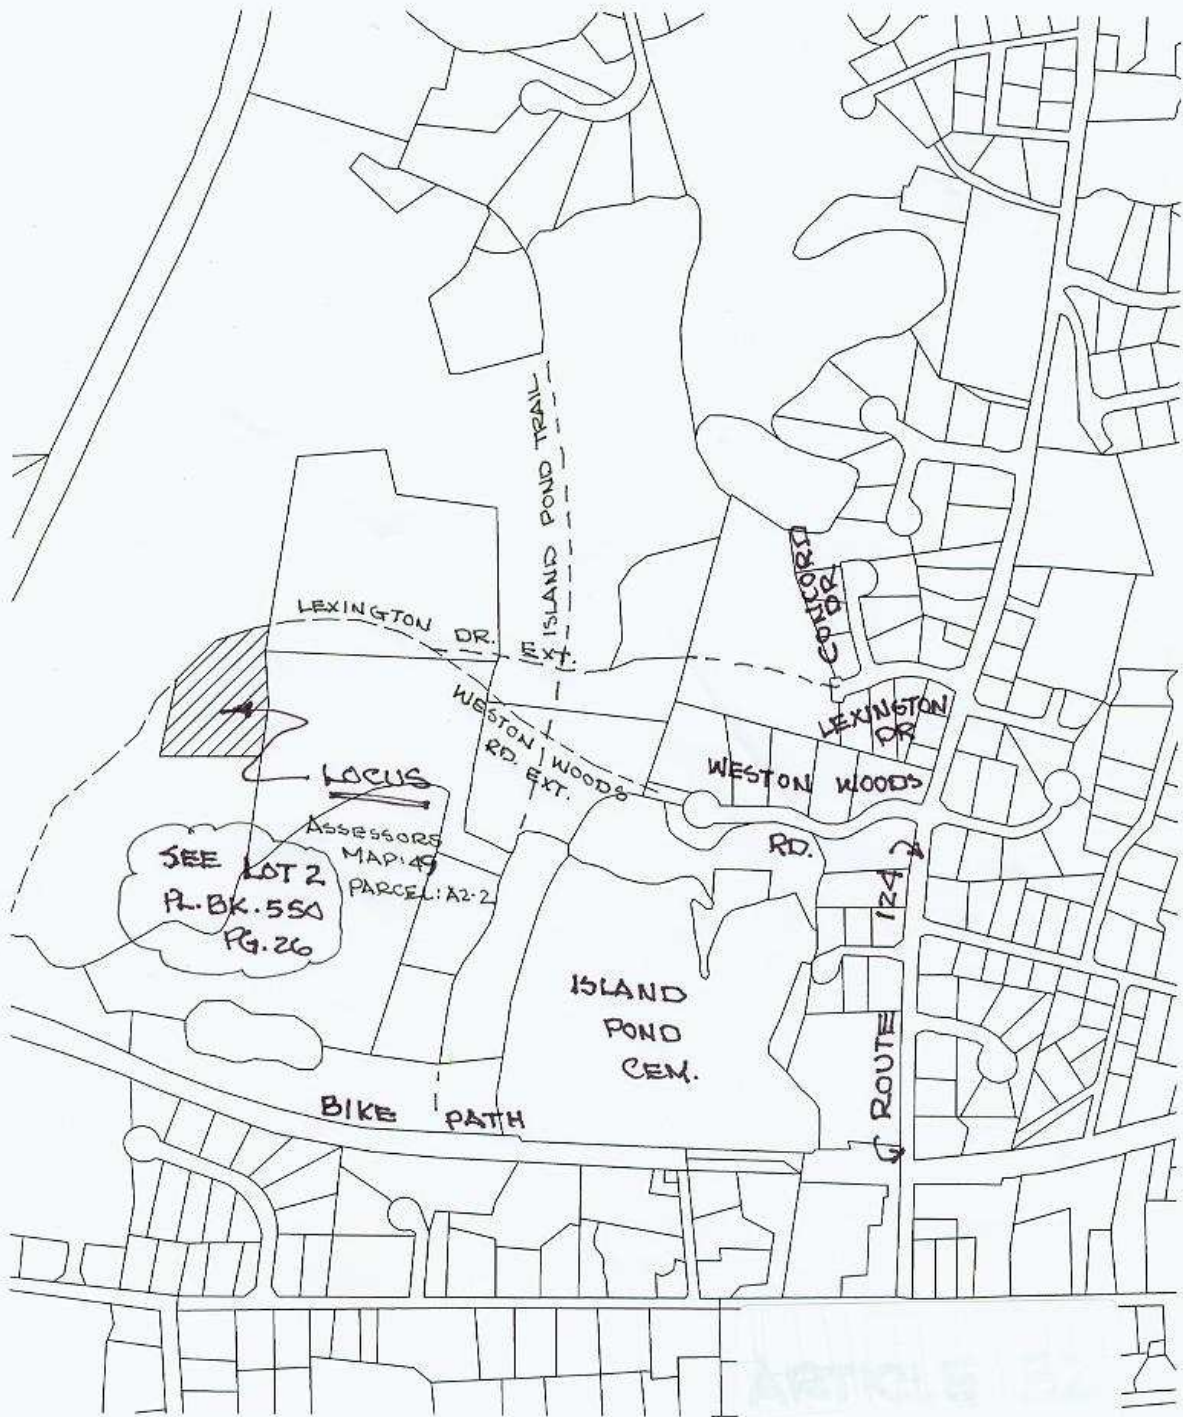 ISLAND POND TRAIL
CONCORD
DR.
LEXINGTON DR. EXT.
WESTON WOODS
RD. EXT.
LEXINGTON
DR
WESTON WOODS
RD.
LOCUS
ASSESSORS
MAP: 49
PARCEL: A2-2
SEE LOT 2
PL. BK. 550
PG. 26
ISLAND
POND
CEM.
ROUTE 124
BIKE PATH